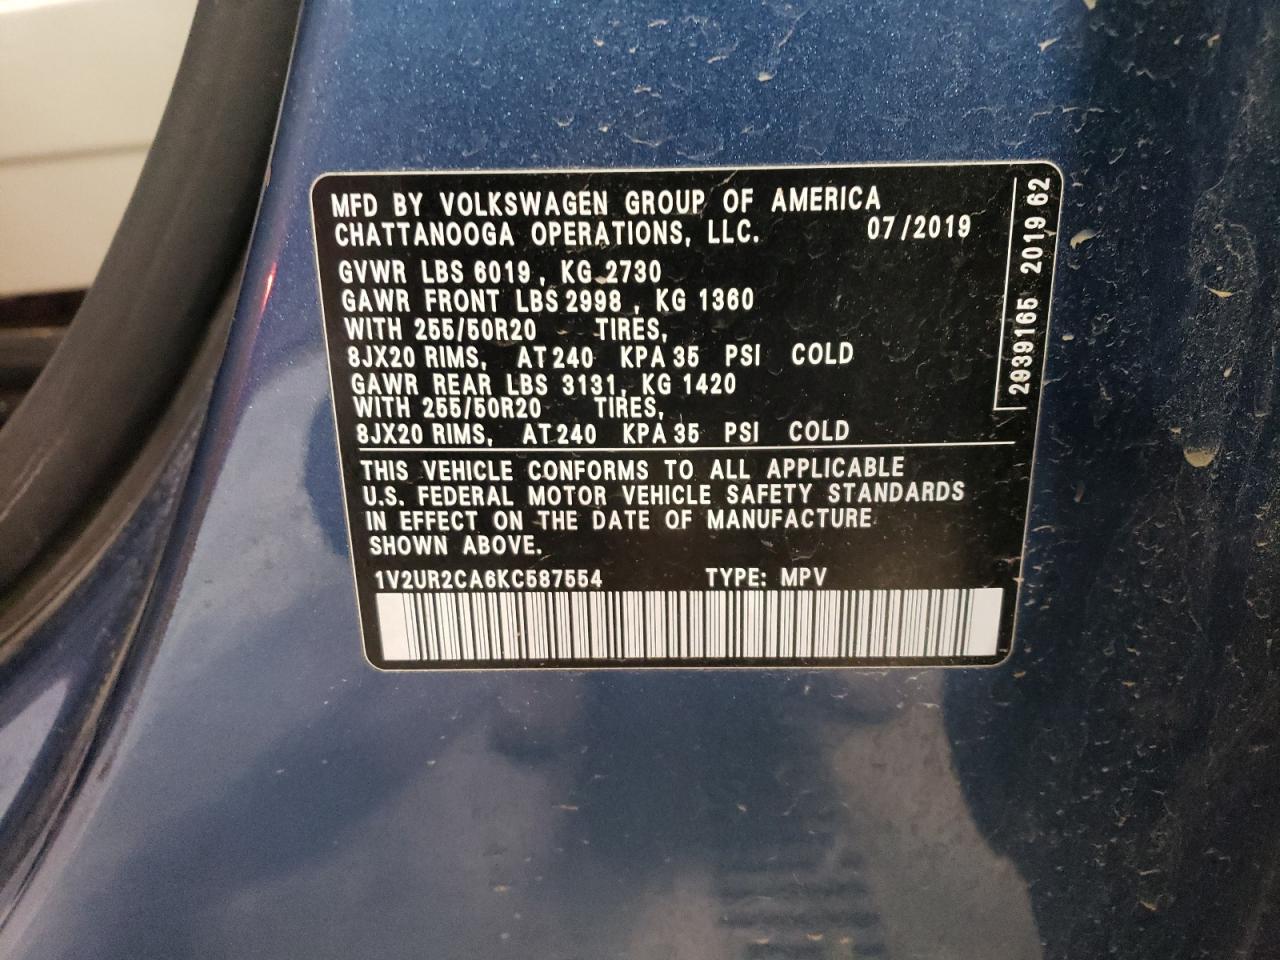 MFD BY VOLKSWAGEN GROUP OF AMERICA
CHATTANOOGA OPERATIONS, LLC. 07/2019
GVWR LBS 6019, KG 2730
GAWR FRONT LBS 2998, KG 1360
WITH 255/50R20 TIRES,
8JX20 RIMS, AT 240 KPA 35 PSI COLD
GAWR REAR LBS 3131, KG 1420
WITH 255/50R20 TIRES,
8JX20 RIMS, AT 240 KPA 35 PSI COLD
THIS VEHICLE CONFORMS TO ALL APPLICABLE
U.S. FEDERAL MOTOR VEHICLE SAFETY STANDARDS
IN EFFECT ON THE DATE OF MANUFACTURE
SHOWN ABOVE.
1V2UR2CA6KC587554 TYPE: MPV
2939165 2019 62